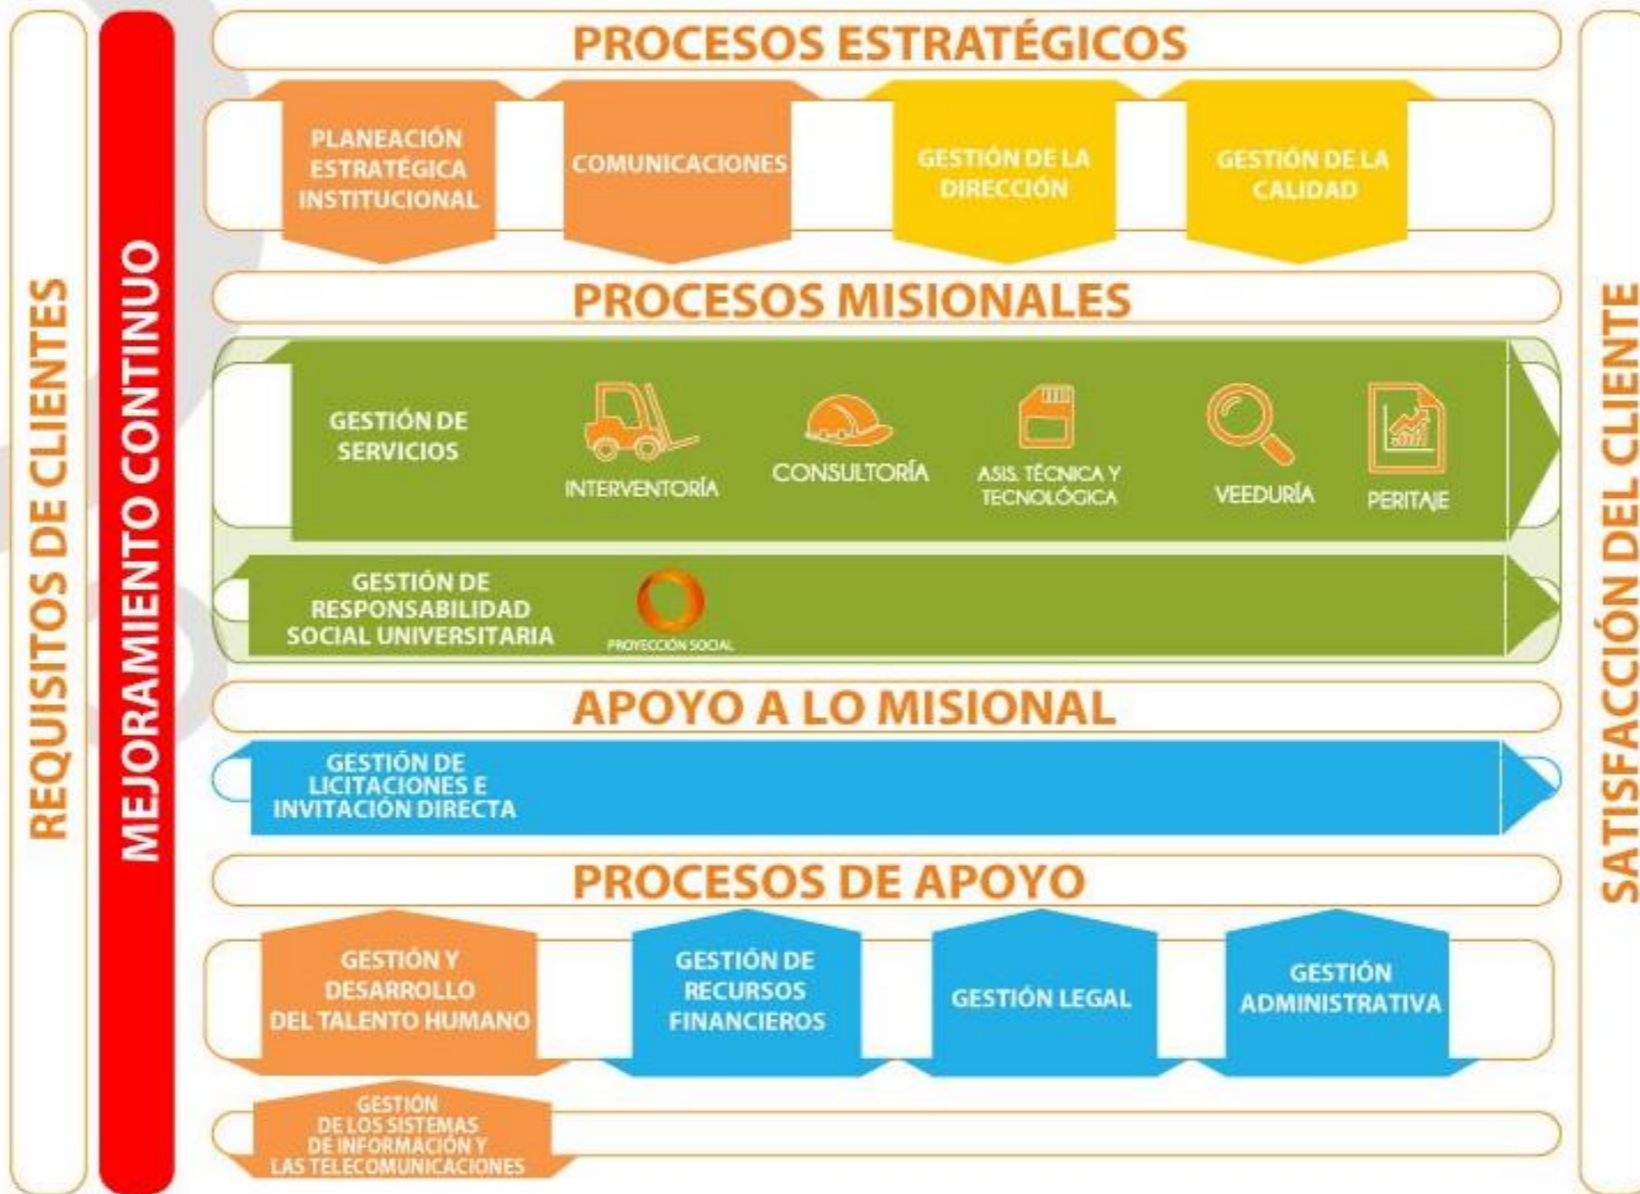 REQUISITOS DE CLIENTES
MEJORAMIENTO CONTINUO
PROCESOS ESTRATÉGICOS
PLANEACIÓN
ESTRATÉGICA
INSTITUCIONAL
COMUNICACIONES
GESTIÓN DE LA
DIRECCIÓN
GESTIÓN DE LA
CALIDAD
PROCESOS MISIONALES
GESTIÓN DE
SERVICIOS
INTERVENTORÍA
CONSULTORÍA
ASIS. TÉCNICA Y
TECNOLÓGICA
VEEDURÍA
PERITAJE
GESTIÓN DE
RESPONSABILIDAD
SOCIAL UNIVERSITARIA
PROYECCIÓN SOCIAL
APOYO A LO MISIONAL
GESTIÓN DE
LICITACIONES E
INVITACIÓN DIRECTA
PROCESOS DE APOYO
GESTIÓN Y
DESARROLLO
DEL TALENTO HUMANO
GESTIÓN DE
RECURSOS
FINANCIEROS
GESTIÓN LEGAL
GESTIÓN
ADMINISTRATIVA
GESTIÓN
DE LOS SISTEMAS
DE INFORMACIÓN Y
LAS TELECOMUNICACIONES
SATISFACCIÓN DEL CLIENTE